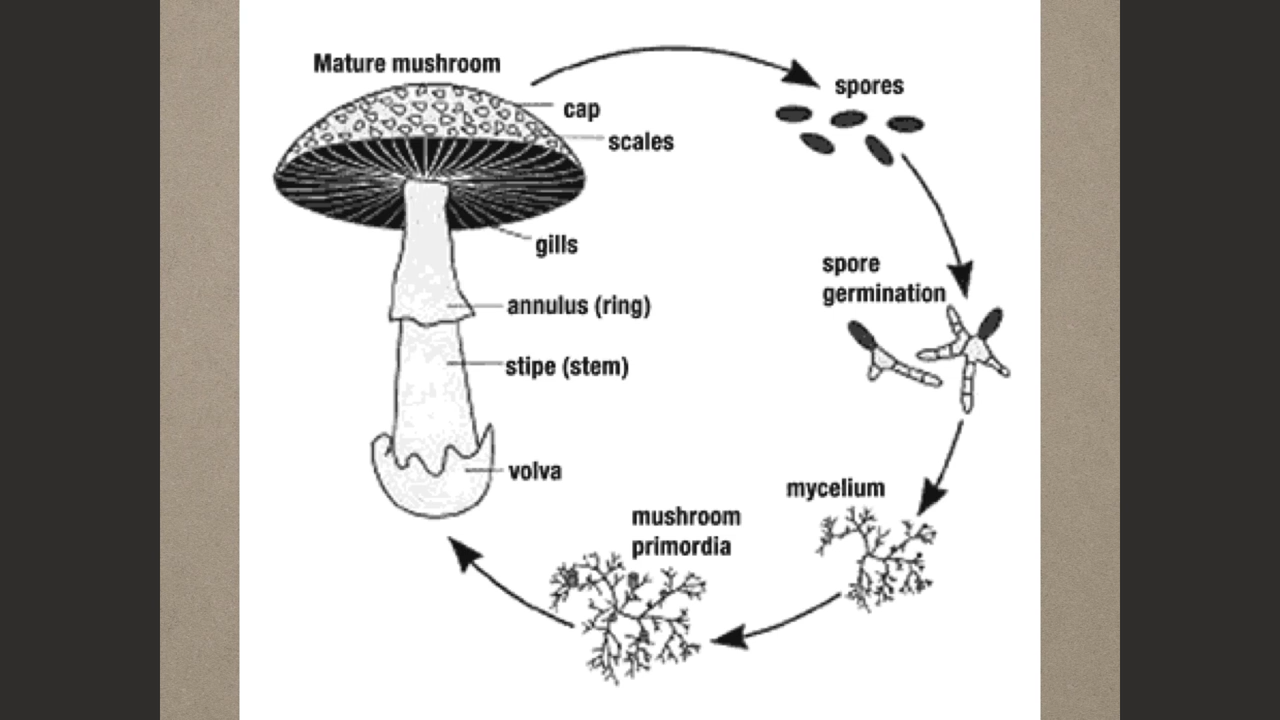 Mature mushroom
cap
scales
gills
annulus (ring)
stipe (stem)
volva
spores
spore
germination
mycelium
mushroom
primordia